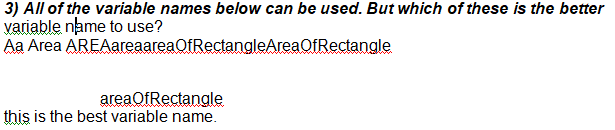 3) All of the variable names below can be used. But which of these is the better
variable name to use?
Aa Area AREAareaareaOfRectangleAreaOfRectangle
areaOfRectangle
this is the best variable name.